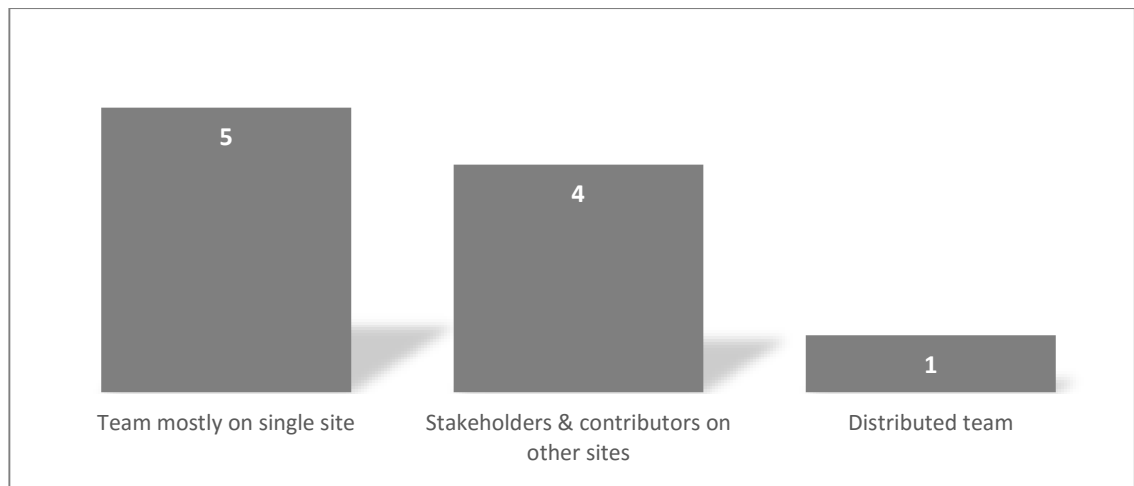 5
4
1
Team mostly on single site
Stakeholders & contributors on
other sites
Distributed team